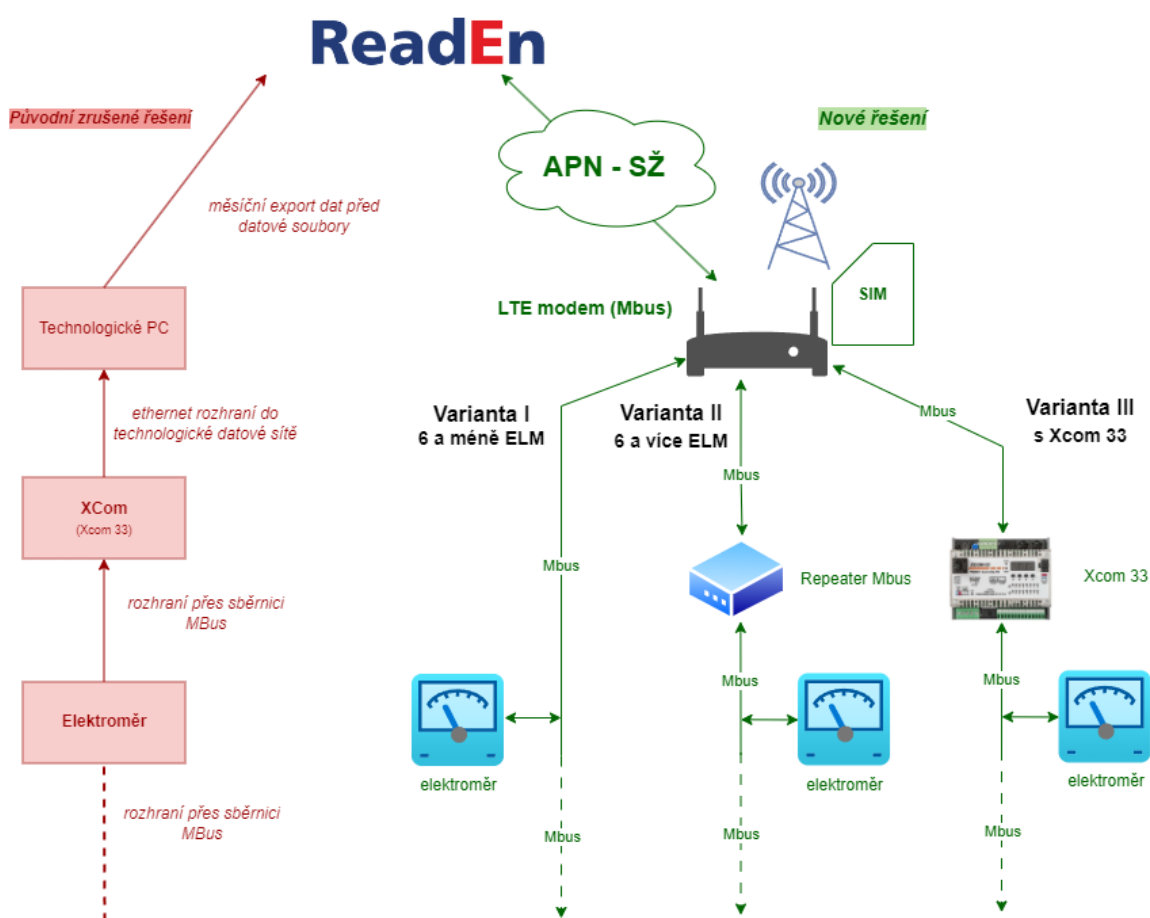 ReadEn
Původní zrušené řešení
Nové řešení
APN - SŽ
měsíční export dat před
datové soubory
SIM
LTE modem (Mbus)
Technologické PC
ethernet rozhraní do
technologické datové sítě
Varianta I
6 a méně ELM
Varianta II
6 a více ELM
Mbus
Varianta III
s Xcom 33
Mbus
XCom
(Xcom 33)
Mbus
Repeater Mbus
Xcom 33
rozhraní přes sběrnici
MBus
Mbus
Mbus
Elektroměr
elektroměr
elektroměr
elektroměr
rozhraní přes sběrnici
MBus
Mbus
Mbus
Mbus